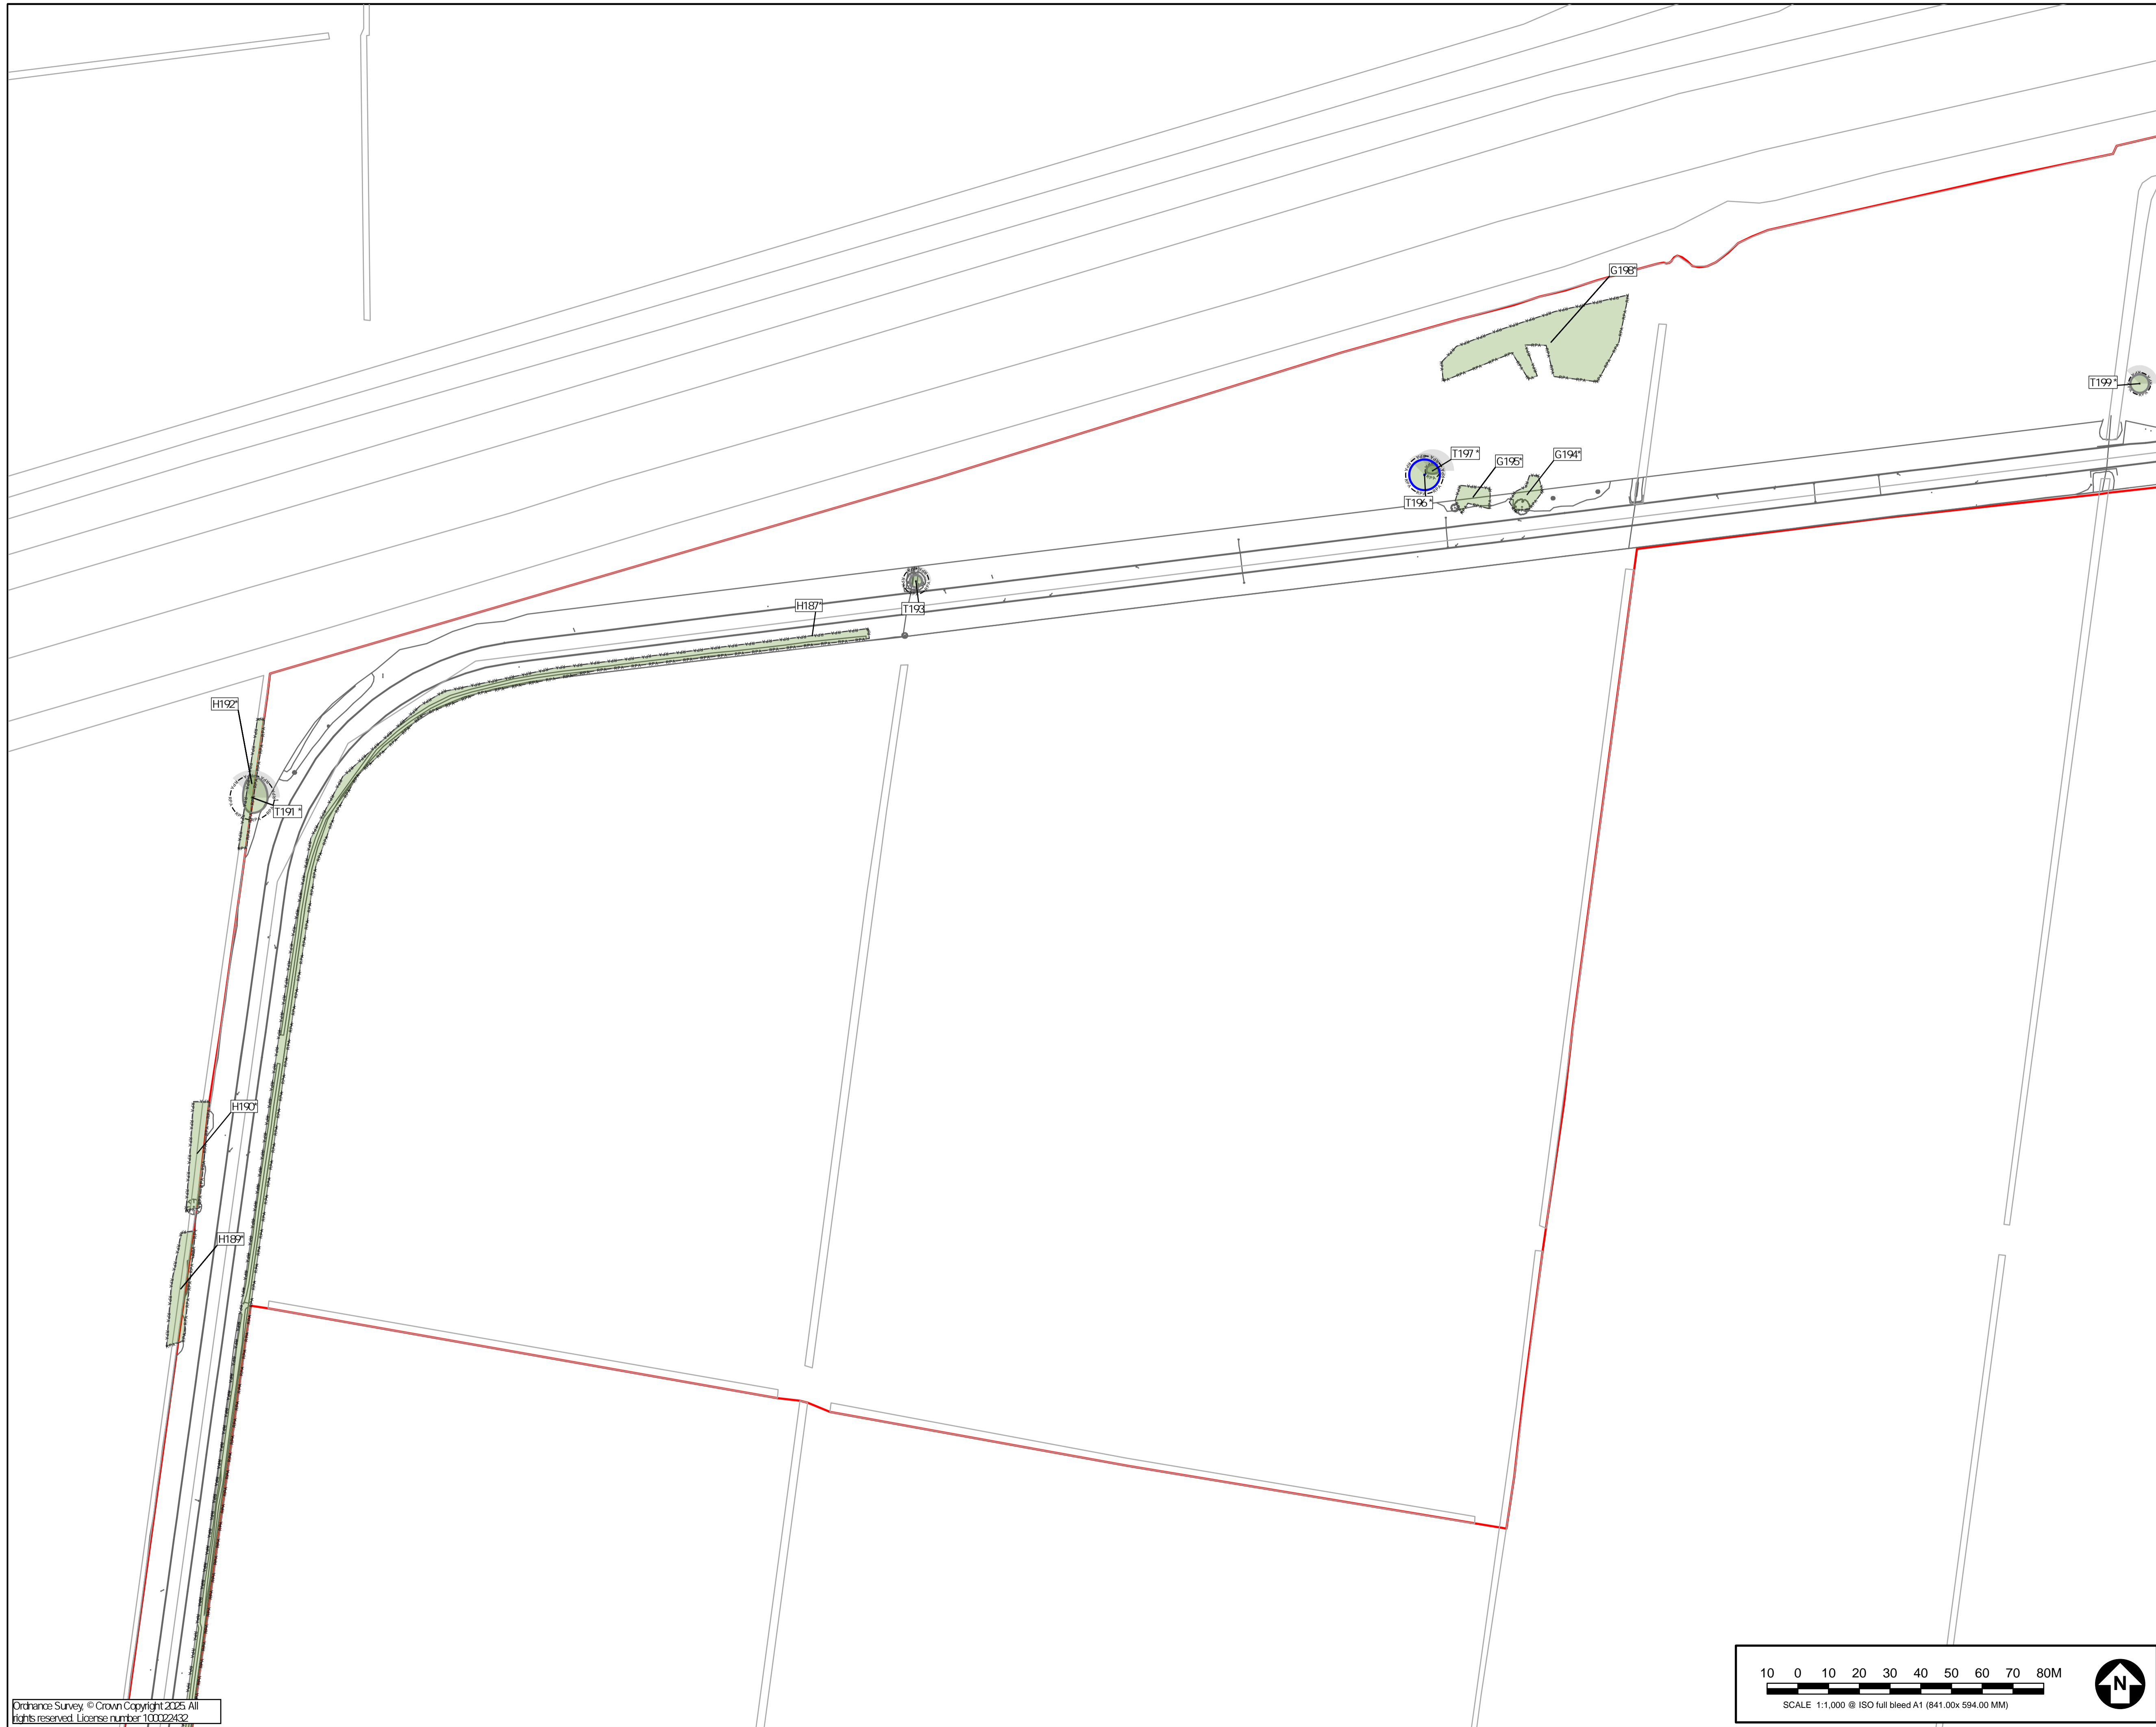 G198*
T199 *
T197 *
G195*
G194*
T196 *
H187*
T193
H192*
T191 *
H190*
H189*
10 0 10 20 30 40 50 60 70 80M
SCALE 1:1,000 @ ISO full bleed A1 (841.00x 594.00 MM)
N
Ordnance Survey, © Crown Copyright 2025. All
rights reserved. License number 100022432